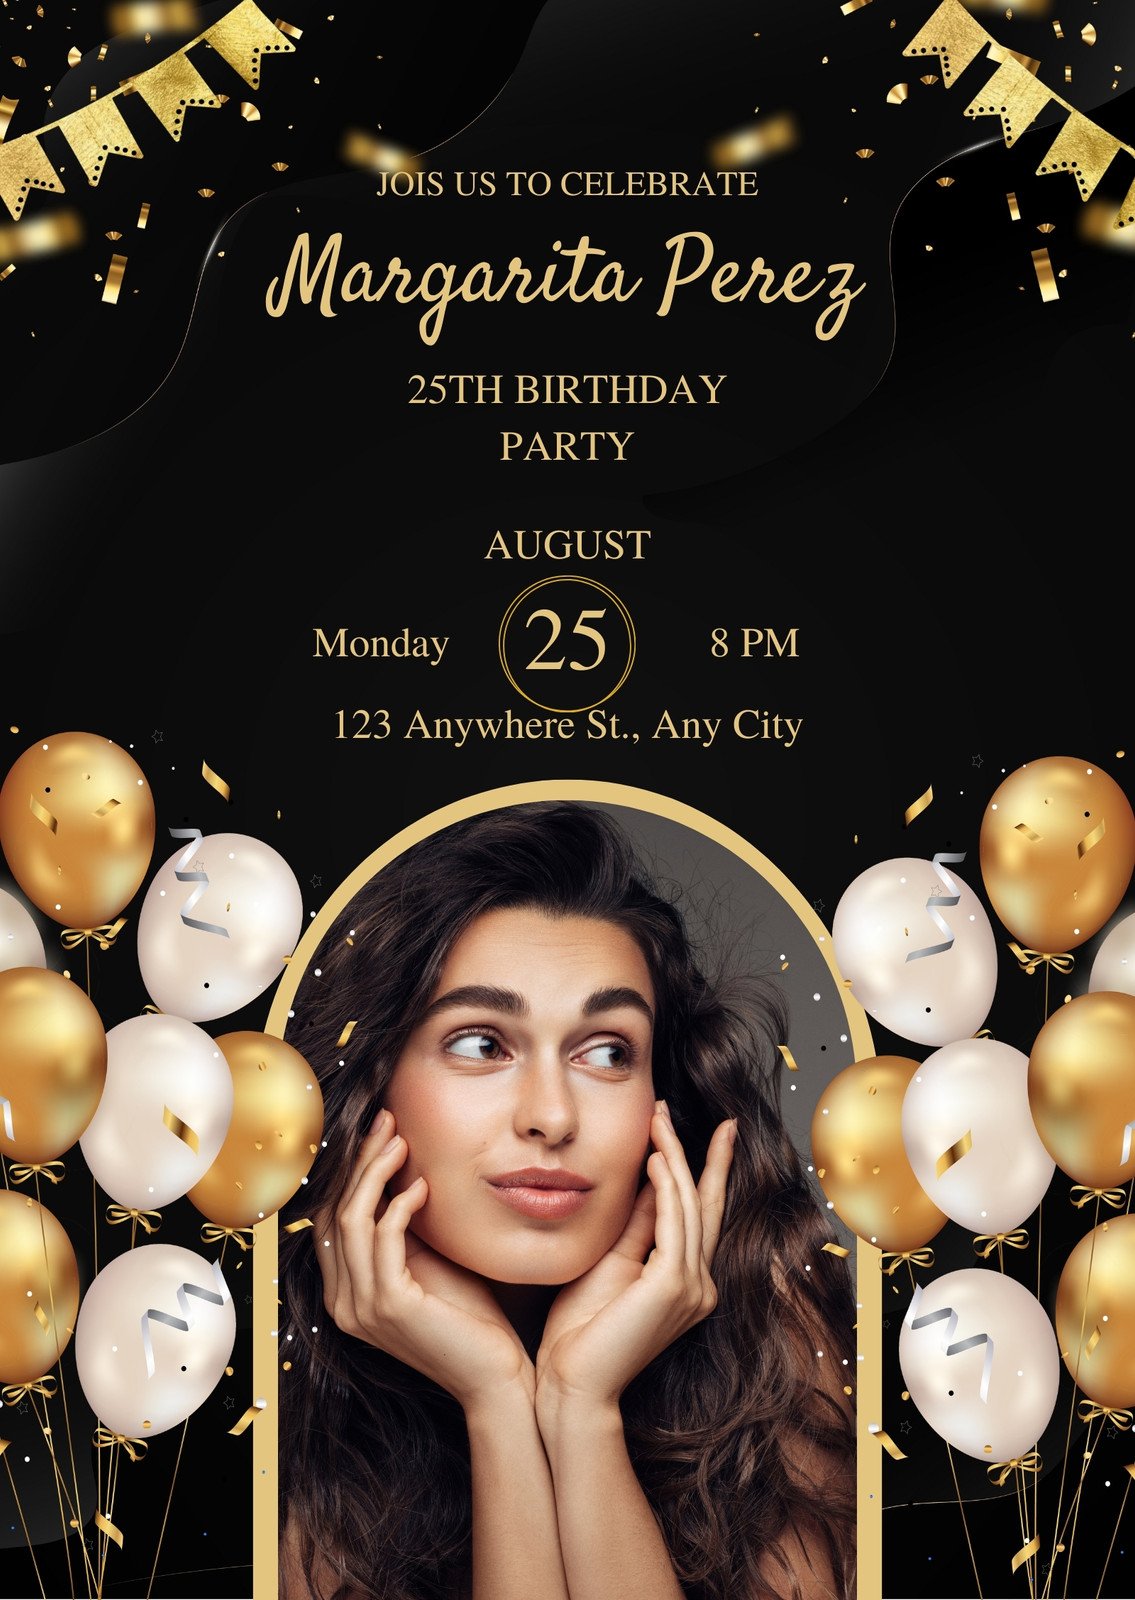 JOIS US TO CELEBRATE
Margarita Perez
25TH BIRTHDAY
PARTY
AUGUST
Monday 25 8 PM
123 Anywhere St., Any City